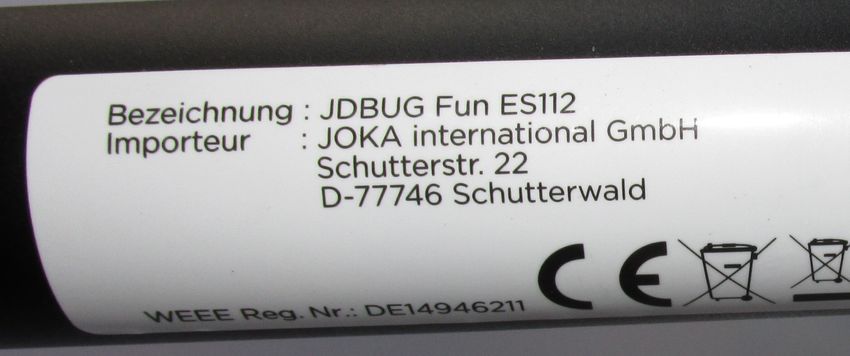 Bezeichnung : JDBUG Fun ES112
Importeur : JOKA international GmbH
Schutterstr. 22
D-77746 Schutterwald
CE
WEEE Reg. Nr.: DE14946211